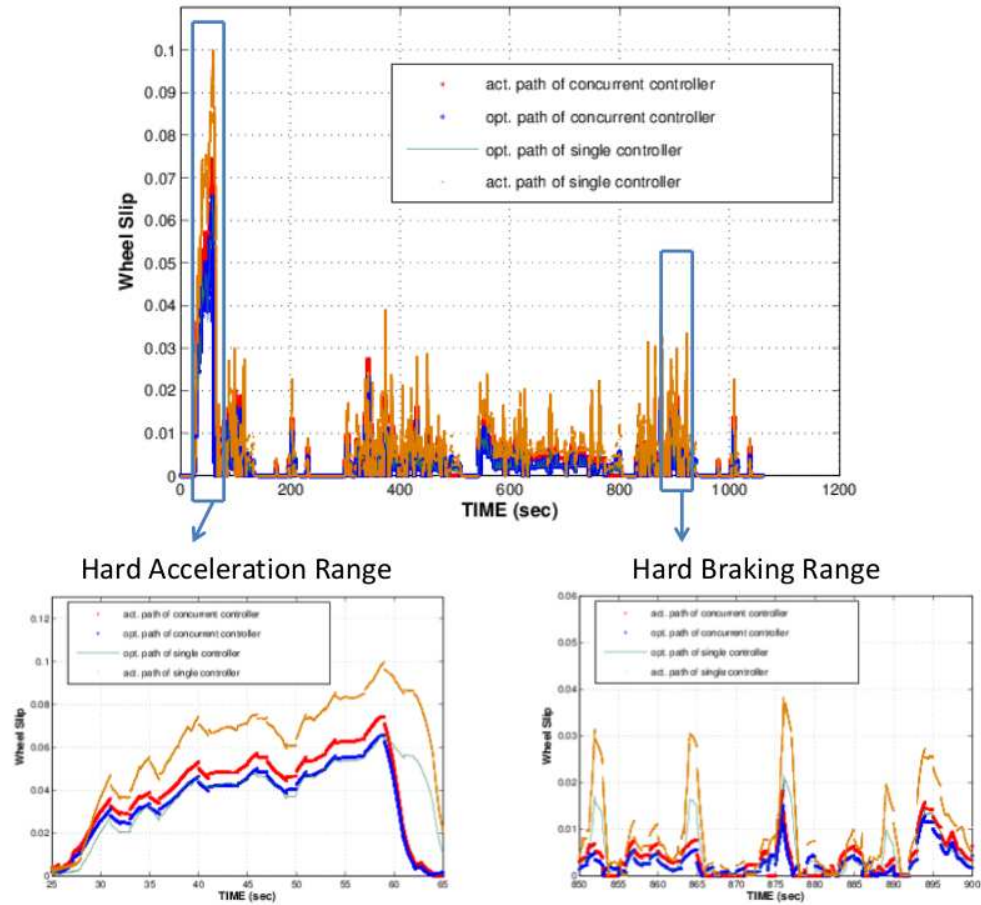 0.1
0.09
0.08
0.07
0.06
0.05
0.04
0.03
0.02
0.01
0
Wheel Slip
act. path of concurrent controller
opt. path of concurrent controller
opt. path of single controller
act. path of single controller
0 200 400 600 800 1000 1200
TIME (sec)
Hard Acceleration Range
0.12
0.1
0.08
0.06
0.04
0.02
0
Wheel Slip
act. path of concurrent controller
opt. path of concurrent controller
opt. path of single controller
act. path of single controller
25 30 35 40 45 50 55 60 65
TIME (sec)
Hard Braking Range
0.06
0.05
0.04
0.03
0.02
0.01
0
Wheel Slip
act. path of concurrent controller
opt. path of concurrent controller
opt. path of single controller
act. path of single controller
850 855 860 865 870 875 880 885 890 895 900
TIME (sec)